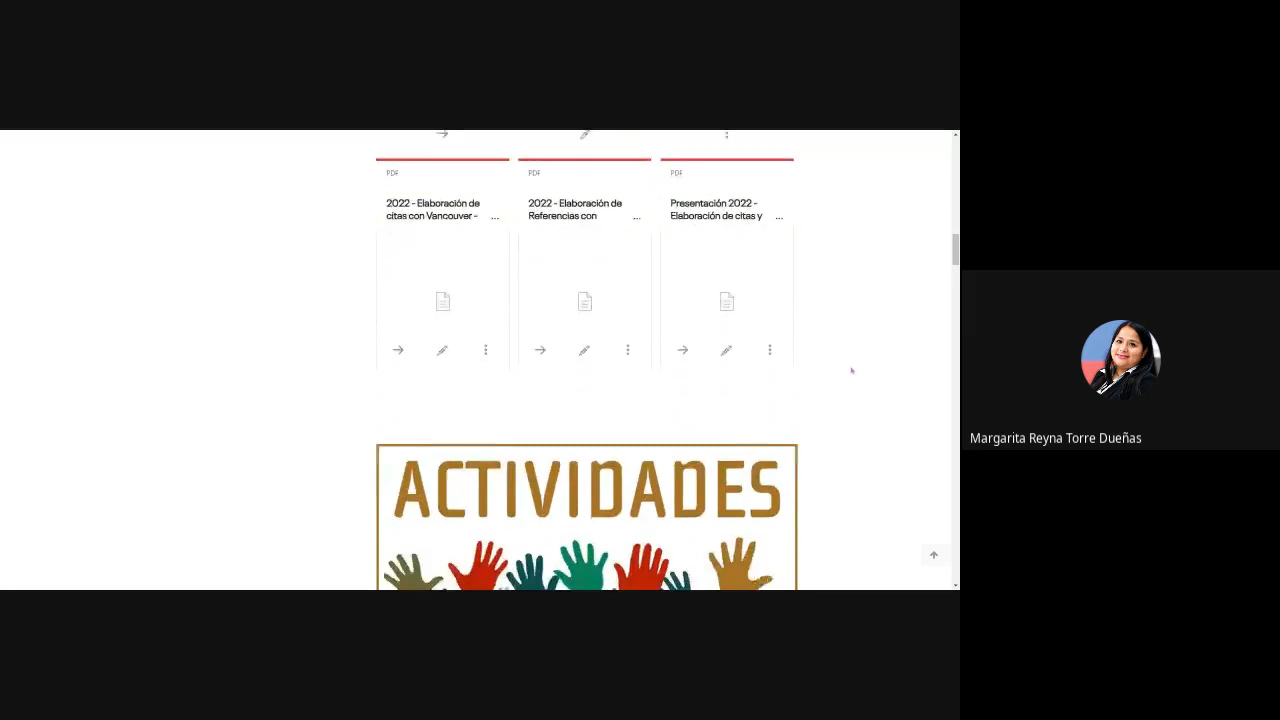 PDF
PDF
PDF
2022 - Elaboración de
citas con Vancouver - ...
2022 - Elaboración de
Referencias con ...
Presentación 2022 -
Elaboración de citas y ...
ACTIVIDADES
Margarita Reyna Torre Dueñas